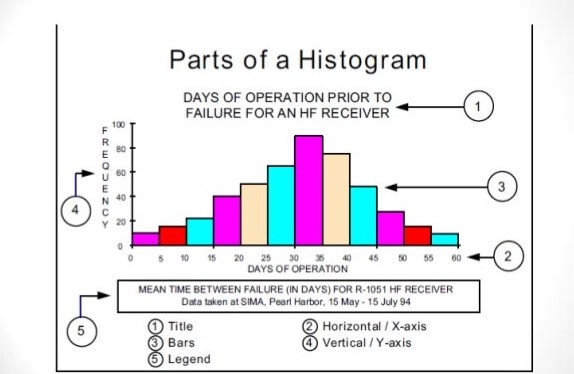 Parts of a Histogram
DAYS OF OPERATION PRIOR TO
FAILURE FOR AN HF RECEIVER
1
FREQUENCY
100
80
60
40
20
0
3
4
0 5 10 15 20 25 30 35 40 45 50 55 60
2
DAYS OF OPERATION
MEAN TIME BETWEEN FAILURE (IN DAYS) FOR R-1051 HF RECEIVER
Data taken at SIMA, Pearl Harbor, 15 May - 15 July 94
5
1 Title
2 Horizontal / X-axis
3 Bars
4 Vertical / Y-axis
5 Legend